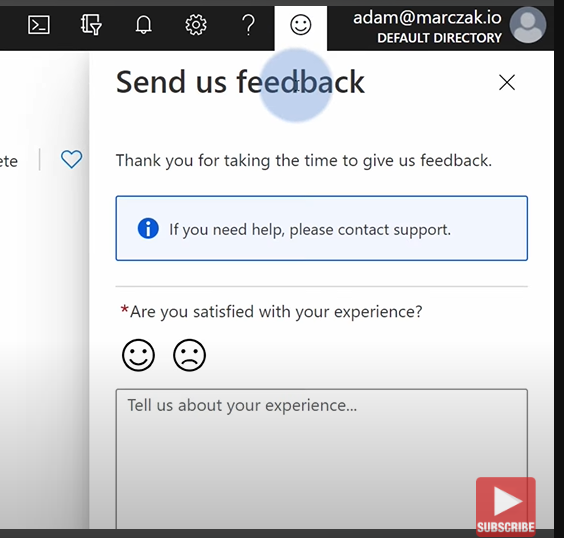 adam@marczak.io
DEFAULT DIRECTORY
Send us feedback
ete
Thank you for taking the time to give us feedback.
If you need help, please contact support.
*Are you satisfied with your experience?
Tell us about your experience...
SUBSCRIBE